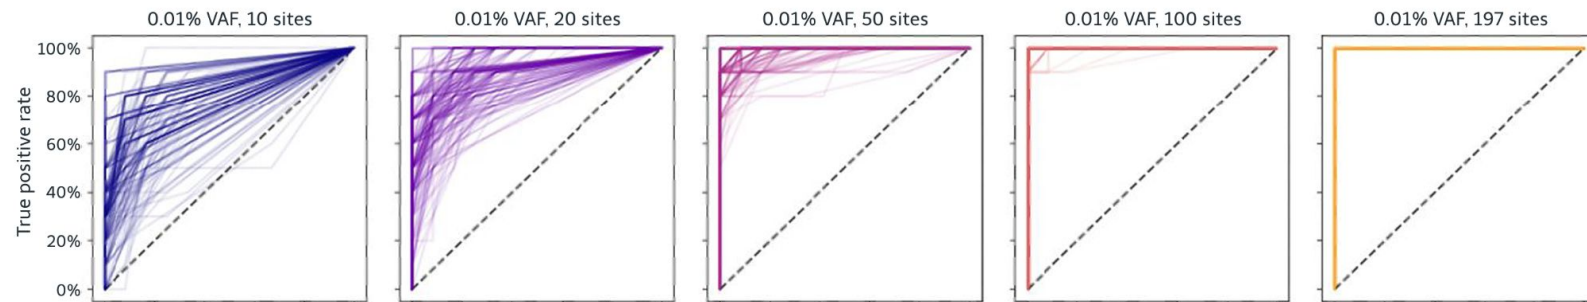 0.01% VAF, 10 sites
0.01% VAF, 20 sites
0.01% VAF, 50 sites
0.01% VAF, 100 sites
0.01% VAF, 197 sites
True positive rate
100%
80%
60%
40%
20%
0%